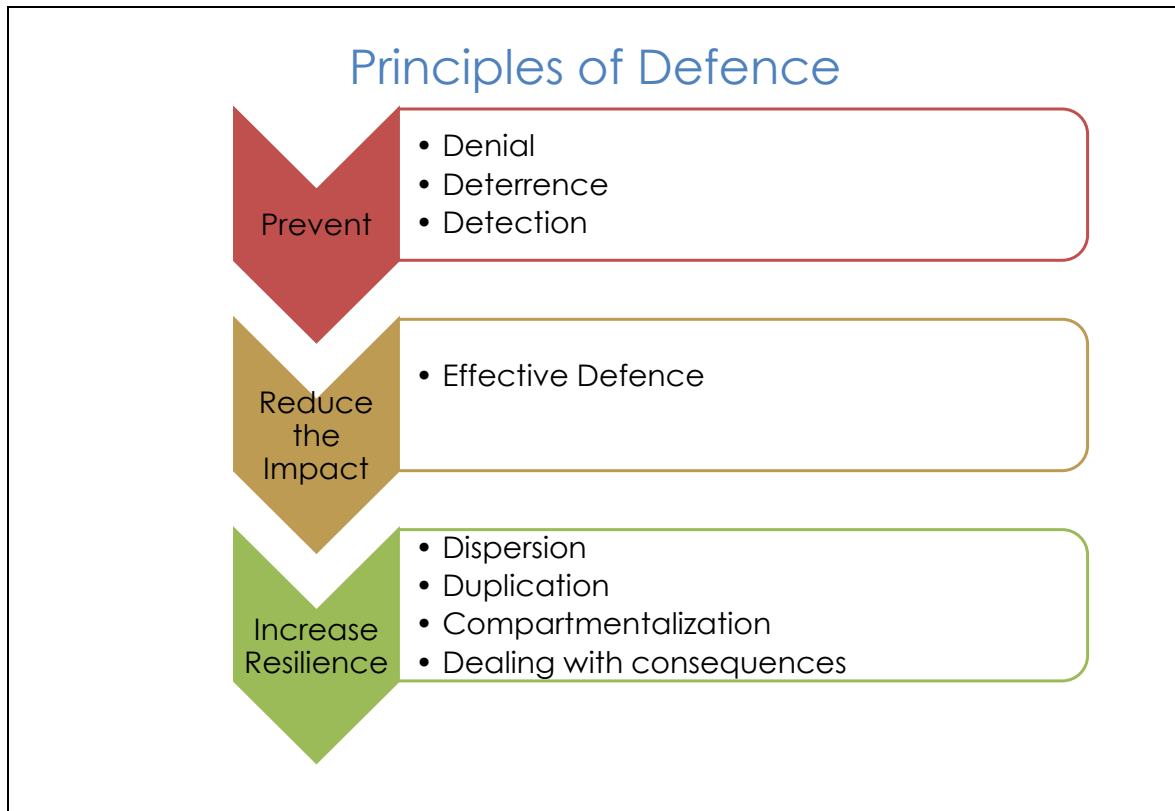 Principles of Defence
Prevent
• Denial
• Deterrence
• Detection
Reduce
the
Impact
• Effective Defence
Increase
Resilience
• Dispersion
• Duplication
• Compartmentalization
• Dealing with consequences